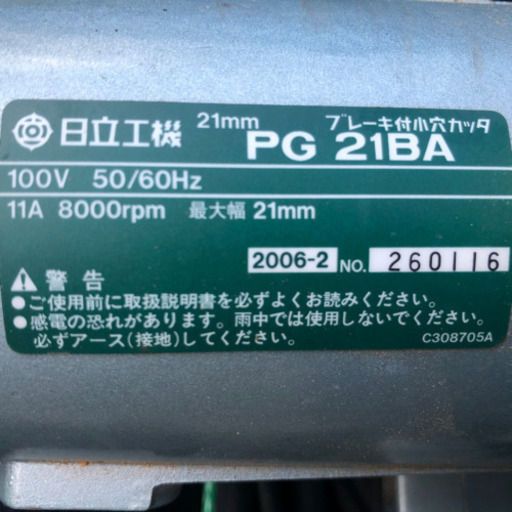 日立工機 21mm ブレーキ付小穴カッタ
PG 21BA
100V 50/60Hz
11A 8000rpm 最大幅 21mm
2006-2 NO. 260116
警告
●ご使用前に取扱説明書を必ずよくお読みください。
●感電の恐れがあります。雨中では使用しないでください。
必ずアース(接地)してください。
C308705A